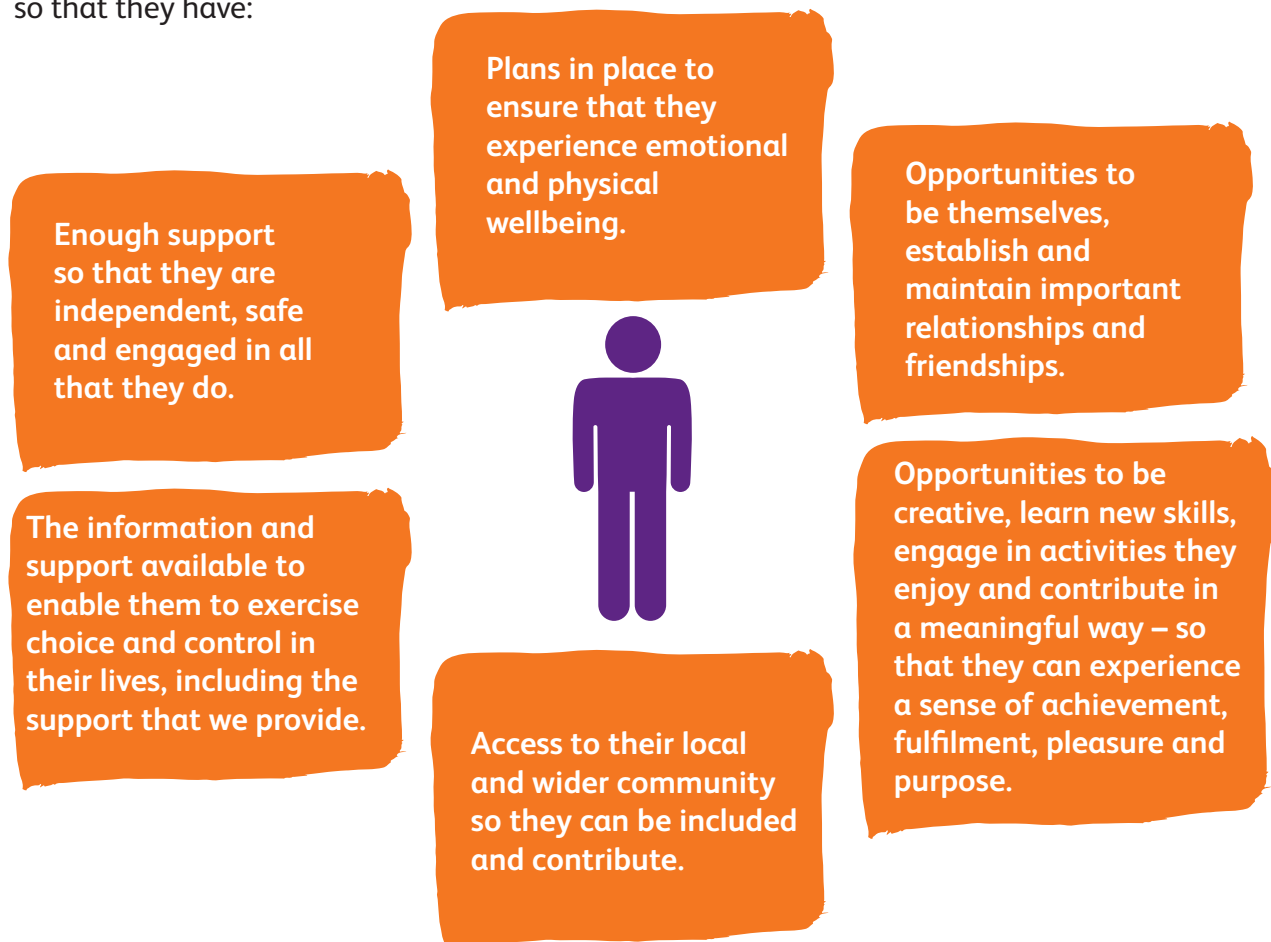 so that they have:
Plans in place to
ensure that they
experience emotional
and physical
wellbeing.
Opportunities to
be themselves,
establish and
maintain important
relationships and
friendships.
Enough support
so that they are
independent, safe
and engaged in all
that they do.
Opportunities to be
creative, learn new skills,
engage in activities they
enjoy and contribute in
a meaningful way – so
that they can experience
a sense of achievement,
fulfilment, pleasure and
purpose.
The information and
support available to
enable them to exercise
choice and control in
their lives, including the
support that we provide.
Access to their local
and wider community
so they can be included
and contribute.